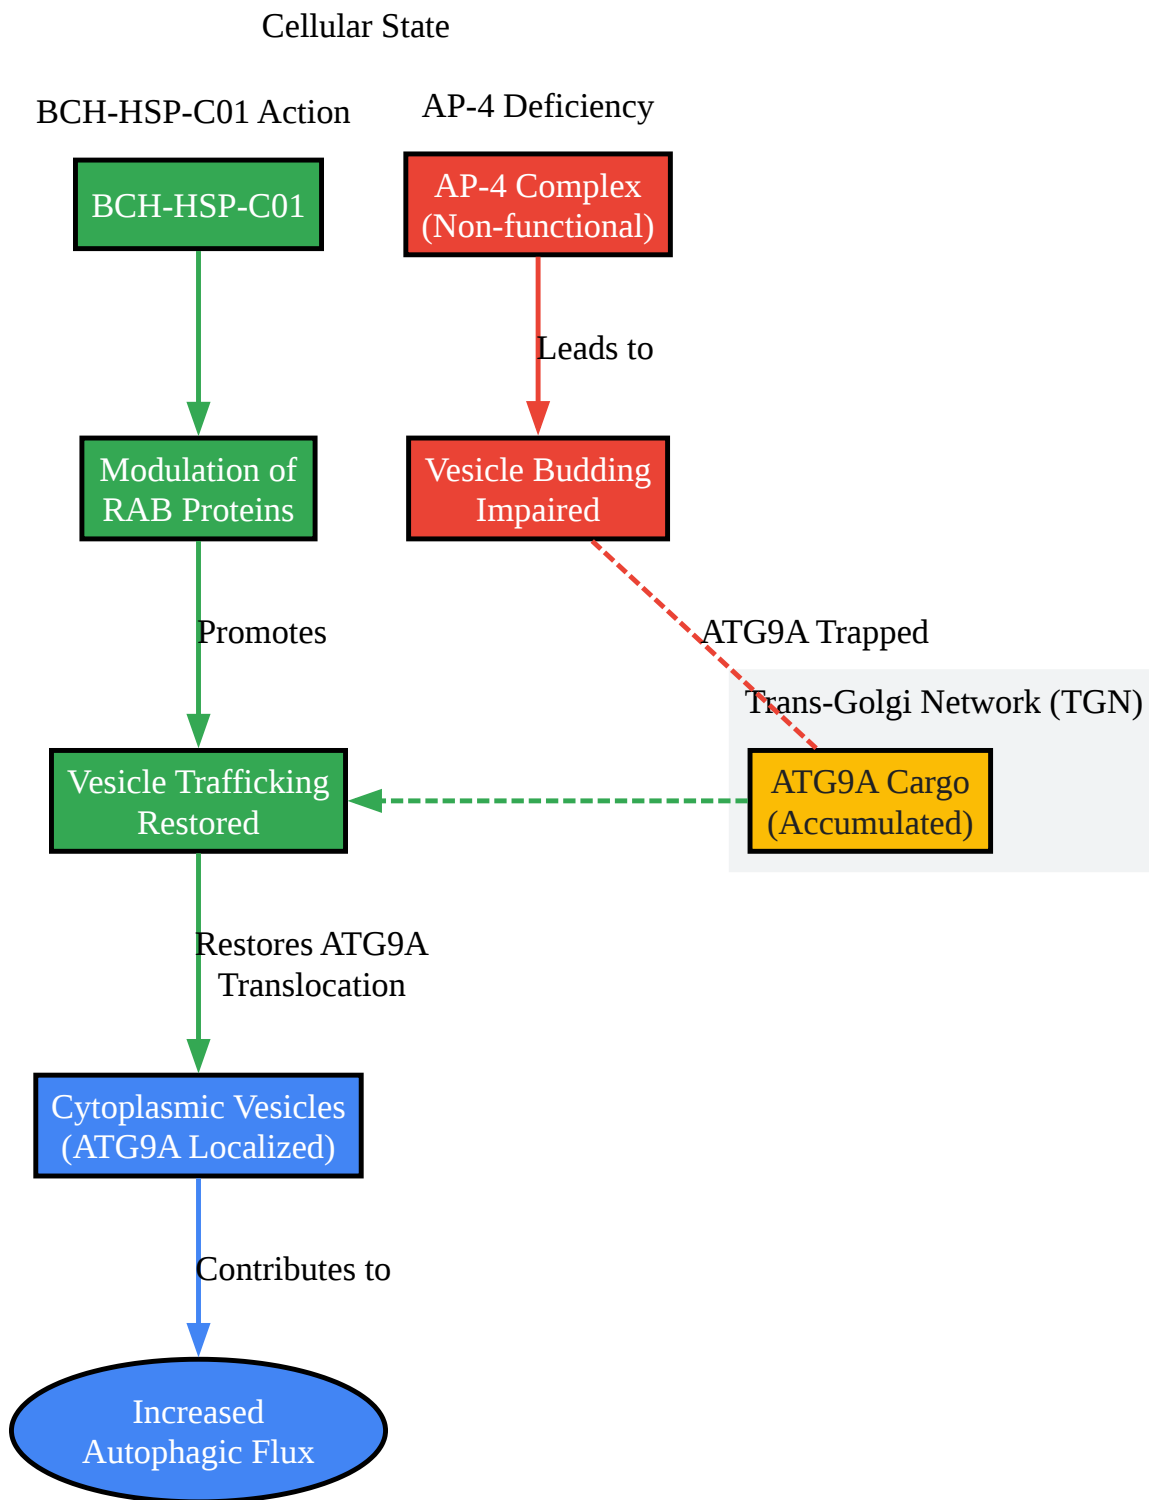 Cellular State
BCH-HSP-C01 Action
AP-4 Deficiency
BCH-HSP-C01
AP-4 Complex
(Non-functional)
Leads to
Modulation of
RAB Proteins
Vesicle Budding
Impaired
Promotes
ATG9A Trapped
Trans-Golgi Network (TGN)
Vesicle Trafficking
Restored
ATG9A Cargo
(Accumulated)
Restores ATG9A
Translocation
Cytoplasmic Vesicles
(ATG9A Localized)
Contributes to
Increased
Autophagic Flux